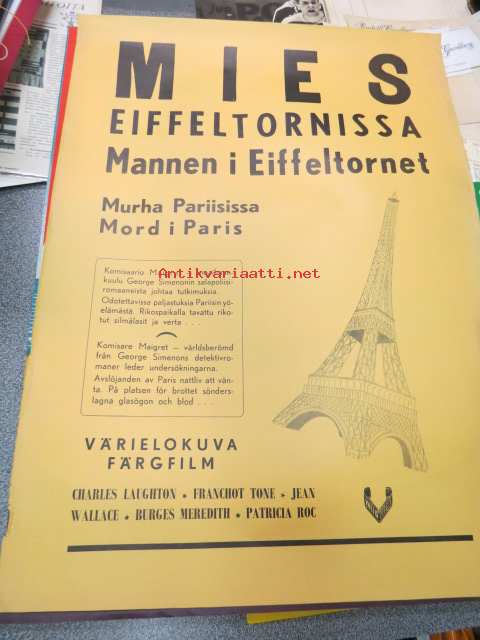 MIES
EIFFELTORNISSA
Mannen i Eiffeltornet
Murha Pariisissa
Mord i Paris
Komisaario
Antikvariaatti.net
kuulu George Simenonin salapoliisi-
romaaneista johtaa tutkimuksia.
Odotettavissa paljastuksia Pariisin yö-
elämästä. Rikospaikalla tavattu riko-
tut silmälasit ja verta . . .
Komisare Maigret — världsberömd
från George Simenons detektivro-
maner leder undersökningarna.
Avslöjanden av Paris nattliv att vän-
ta. På platsen för brottet sönders-
lagna glasögon och blod . . .
VÄRIELOKUVA
FÄRGFILM
CHARLES LAUGHTON • FRANCHOT TONE • JEAN
WALLACE • BURGES MEREDITH • PATRICIA ROC